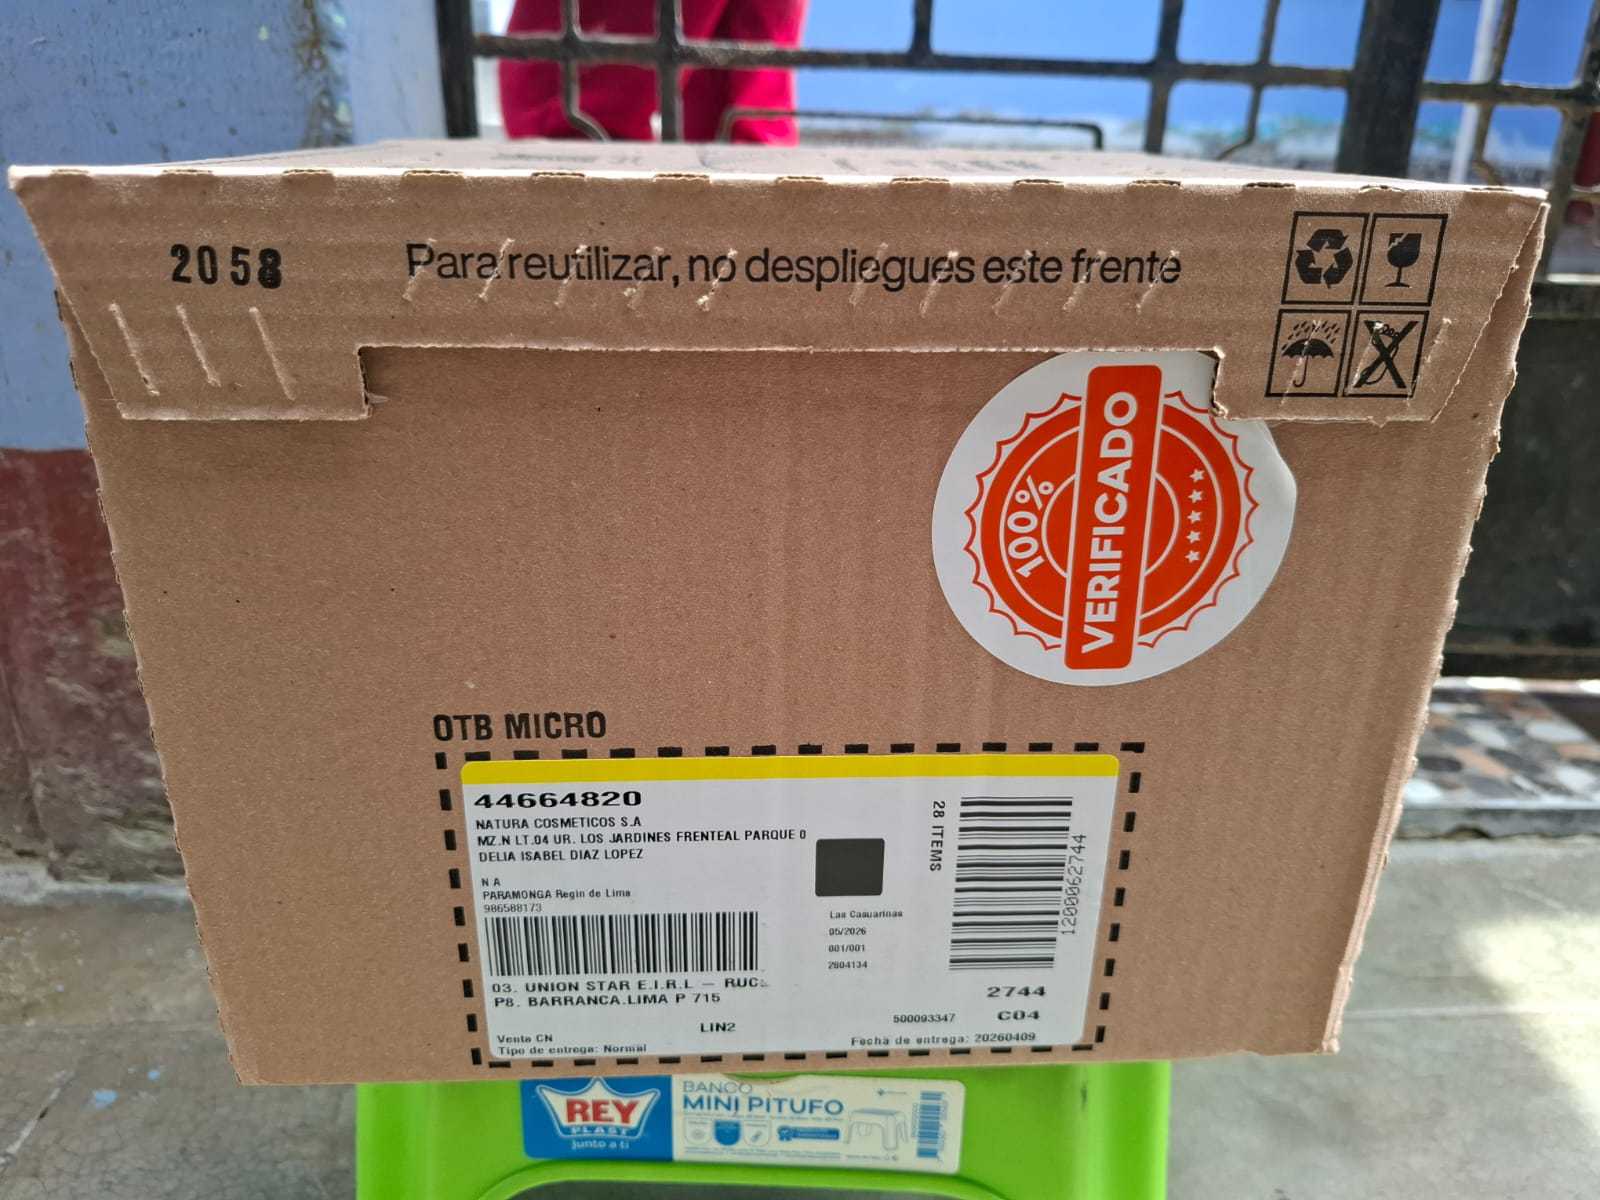 2058
Para reutilizar, no despliegues este frente
100%
VERIFICADO
OTB MICRO
44664820
NATURA COSMETICOS S.A
MZ.N LT.04 UR. LOS JARDINES FRENTEAL PARQUE 0
DELIA ISABEL DIAZ LOPEZ
N A
PARAMONGA Regin de Lima
986588173
28 ITEMS
1200062744
Las Casuarinas
05/2026
001/001
2604134
03. UNION STAR E.I.R.L – RUC:
P8. BARRANCA.LIMA P 715
2744
LIN2
500093347
C04
Venta CN
Fecha de entrega: 20260409
Tipo de entrega: Normal
REY
PLAST
junto a ti
BANCO
MINI PITUFO